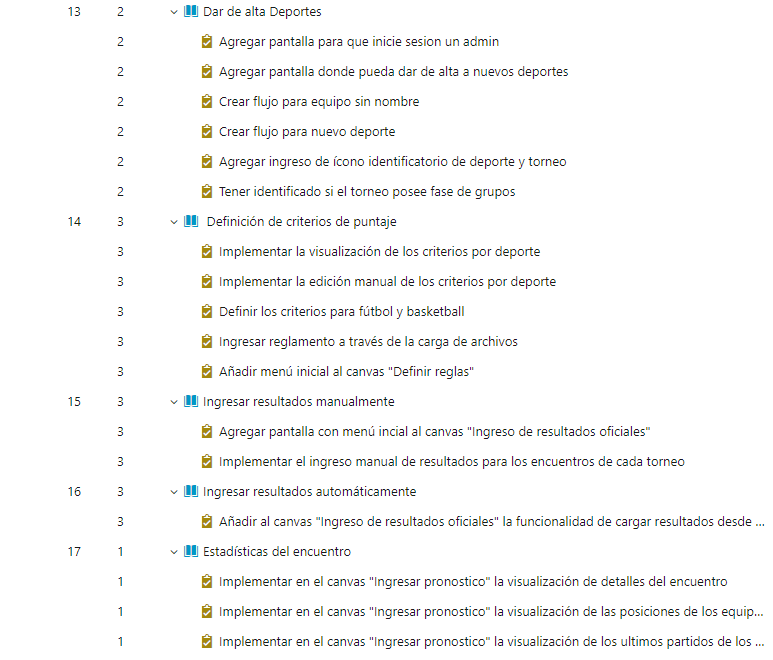 13 2 Dar de alta Deportes
2 Agregar pantalla para que inicie sesion un admin
2 Agregar pantalla donde pueda dar de alta a nuevos deportes
2 Crear flujo para equipo sin nombre
2 Crear flujo para nuevo deporte
2 Agregar ingreso de ícono identificatorio de deporte y torneo
2 Tener identificado si el torneo posee fase de grupos
14 3 Definición de criterios de puntaje
3 Implementar la visualización de los criterios por deporte
3 Implementar la edición manual de los criterios por deporte
3 Definir los criterios para fútbol y basketball
3 Ingresar reglamento a través de la carga de archivos
3 Añadir menú inicial al canvas "Definir reglas"
15 3 Ingresar resultados manualmente
3 Agregar pantalla con menú incial al canvas "Ingreso de resultados oficiales"
3 Implementar el ingreso manual de resultados para los encuentros de cada torneo
16 3 Ingresar resultados automáticamente
3 Añadir al canvas "Ingreso de resultados oficiales" la funcionalidad de cargar resultados desde ...
17 1 Estadísticas del encuentro
1 Implementar en el canvas "Ingresar pronostico" la visualización de detalles del encuentro
1 Implementar en el canvas "Ingresar pronostico" la visualización de las posiciones de los equip...
1 Implementar en el canvas "Ingresar pronostico" la visualización de los ultimos partidos de los ...